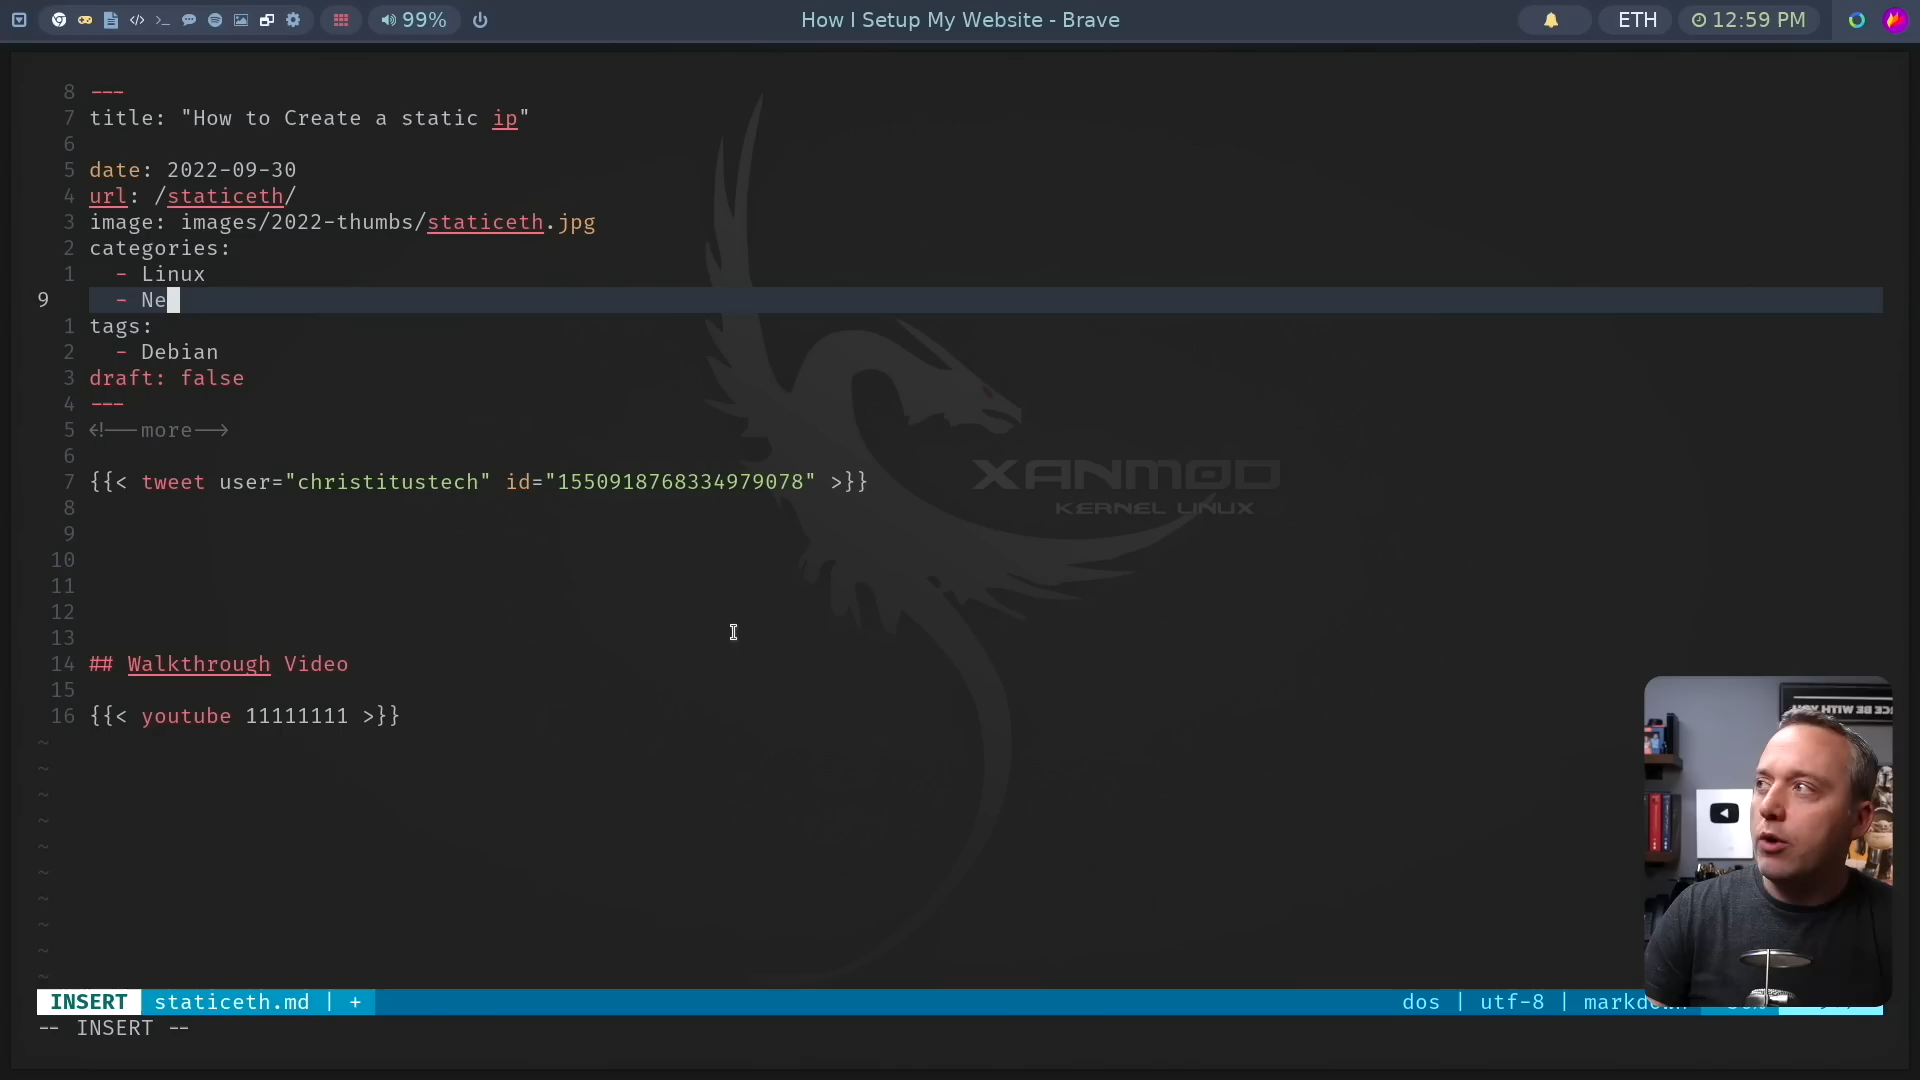 99%
How I Setup My Website - Brave
ETH
12:59 PM
8 ---
7 title: "How to Create a static ip"
6
5 date: 2022-09-30
4 url: /staticeth/
3 image: images/2022-thumbs/staticeth.jpg
2 categories:
1 - Linux
9 - Ne
1 tags:
2 - Debian
3 draft: false
4 ---
5 <!--more-->
6
7 {{< tweet user="christitustech" id="1550918768334979078" >}}
8
9
10
11
12
13
14 ## Walkthrough Video
15
16 {{< youtube 11111111 >}}
~
~
~
~
~
~
~
~
~
~
XANMOD
KERNEL LINUX
BE WITH YOU
INSERT staticeth.md | + dos | utf-8 |
-- INSERT --